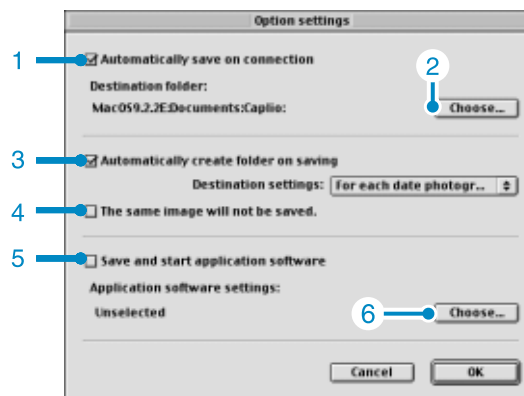 Option settings
1 Automatically save on connection
2
Destination folder:
MacOS9.2.2E:Documents:Caplio: Choose...
3 Automatically create folder on saving
Destination settings: For each date photogr...
4 The same image will not be saved.
5 Save and start application software
Application software settings:
Unselected 6 Choose...
Cancel OK